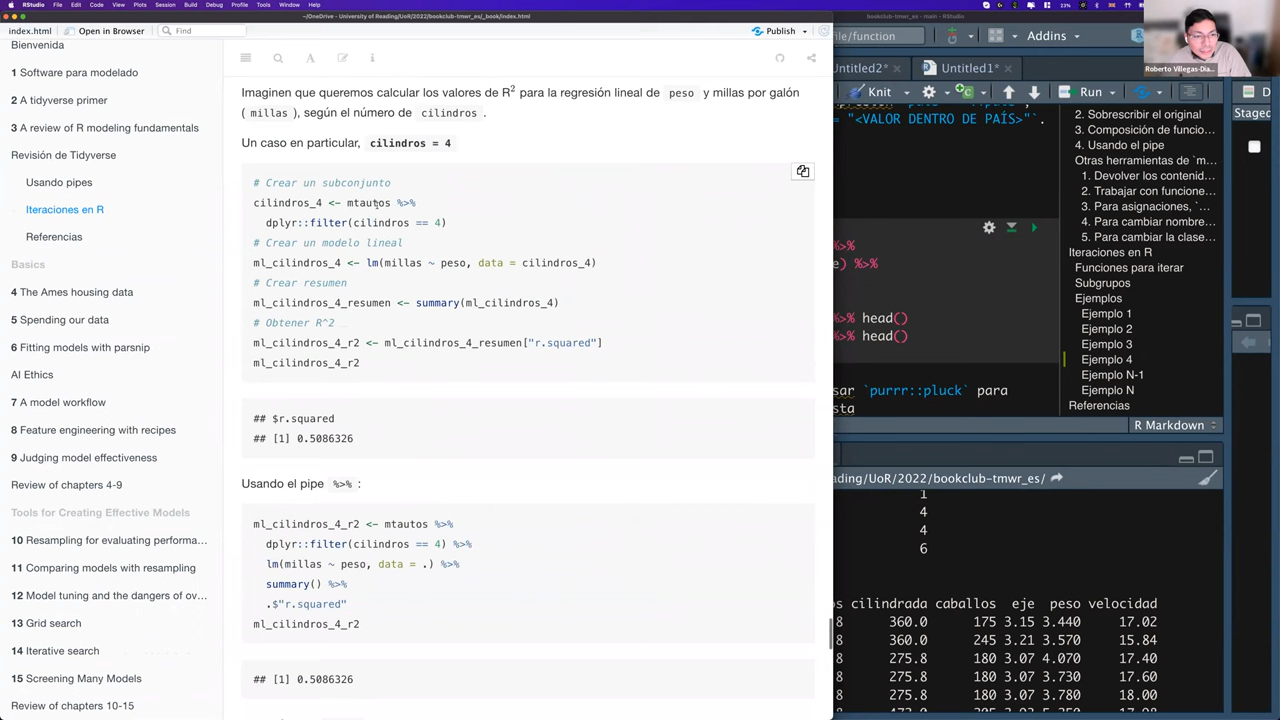 RStudio File Edit Code View Plots Session Build Debug Profile Tools Window Help
~/OneDrive - University of Reading/UoR/2022/bookclub-tmwr_es/_book/index.html
bookclub-tmwr_es - main - RStudio
index.html Open in Browser Find Publish
Bienvenida
1 Software para modelado
2 A tidyverse primer
3 A review of R modeling fundamentals
Revisión de Tidyverse
Usando pipes
Iteraciones en R
Referencias
Basics
4 The Ames housing data
5 Spending our data
6 Fitting models with parsnip
AI Ethics
7 A model workflow
8 Feature engineering with recipes
9 Judging model effectiveness
Review of chapters 4-9
Tools for Creating Effective Models
10 Resampling for evaluating performa…
11 Comparing models with resampling
12 Model tuning and the dangers of ov…
13 Grid search
14 Iterative search
15 Screening Many Models
Review of chapters 10-15
Imaginen que queremos calcular los valores de R2 para la regresión lineal de peso y millas por galón
( millas ), según el número de cilindros .
Un caso en particular, cilindros = 4
# Crear un subconjunto
cilindros_4 <- mtautos %>%
dplyr::filter(cilindros == 4)
# Crear un modelo lineal
ml_cilindros_4 <- lm(millas ~ peso, data = cilindros_4)
# Crear resumen
ml_cilindros_4_resumen <- summary(ml_cilindros_4)
# Obtener R^2
ml_cilindros_4_r2 <- ml_cilindros_4_resumen["r.squared"]
ml_cilindros_4_r2
## $r.squared
## [1] 0.5086326
Usando el pipe %>% :
ml_cilindros_4_r2 <- mtautos %>%
dplyr::filter(cilindros == 4) %>%
lm(millas ~ peso, data = .) %>%
summary() %>%
.$"r.squared"
ml_cilindros_4_r2
## [1] 0.5086326
file/function Addins
Roberto Villegas-Dia…
Untitled2* Untitled1*
Knit Run
Staged
= "<VALOR DENTRO DE PAÍS>"`.
%>%
e) %>%
%>% head()
%>% head()
sar `purrr::pluck` para
sta
2. Sobrescribir el original
3. Composición de funcio…
4. Usando el pipe
Otras herramientas de `m…
1. Devolver los contenid…
2. Trabajar con funcione…
3. Para asignaciones, `…
4. Para cambiar nombre…
5. Para cambiar la clase…
Iteraciones en R
Funciones para iterar
Subgrupos
Ejemplos
Ejemplo 1
Ejemplo 2
Ejemplo 3
Ejemplo 4
Ejemplo N-1
Ejemplo N
Referencias
R Markdown
ading/UoR/2022/bookclub-tmwr_es/
4
4
6
os cilindrada caballos eje peso velocidad
8 360.0 175 3.15 3.440 17.02
8 360.0 245 3.21 3.570 15.84
8 275.8 180 3.07 4.070 17.40
8 275.8 180 3.07 3.730 17.60
8 275.8 180 3.07 3.780 18.00